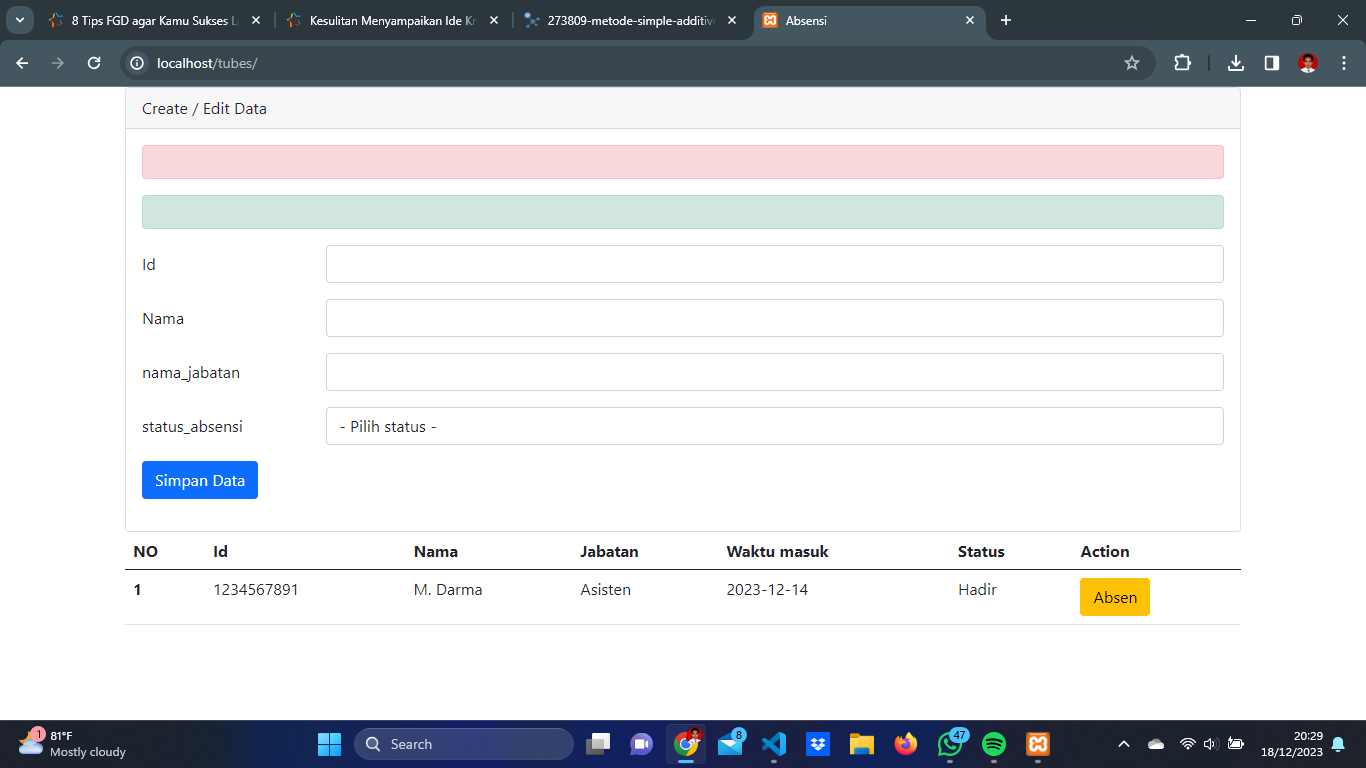 8 Tips FGD agar Kamu Sukses L
Kesulitan Menyampaikan Ide Kr
273809-metode-simple-additive
Absensi
localhost/tubes/
Create / Edit Data
Id
Nama
nama_jabatan
status_absensi
- Pilih status -
Simpan Data
NO Id Nama Jabatan Waktu masuk Status Action
1 1234567891 M. Darma Asisten 2023-12-14 Hadir Absen
1
81°F
Mostly cloudy
Search
8
47
20:29
18/12/2023